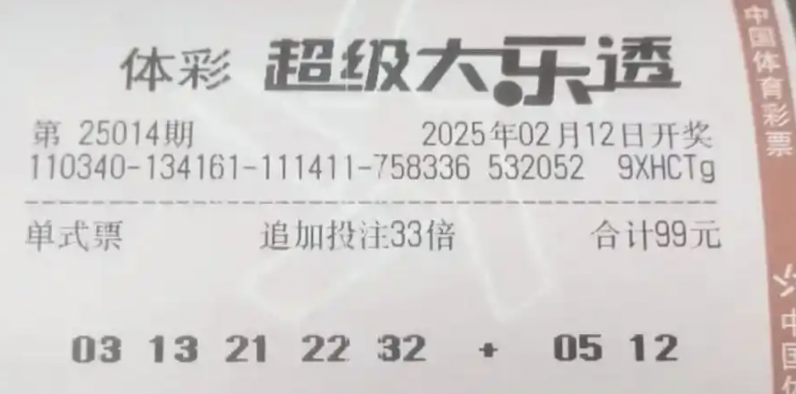 体彩 超级大乐透
第 25014期 2025年02月12日开奖
110340-134161-111411-758336 532052 9XHCTg
单式票 追加投注33倍 合计99元
03 13 21 22 32 + 05 12
中国体育彩票
中国体